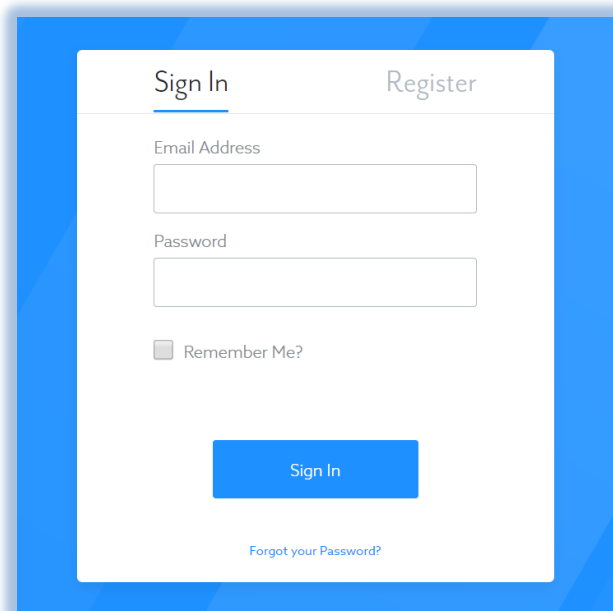 Sign In
Register
Email Address
Password
Remember Me?
Sign In
Forgot your Password?